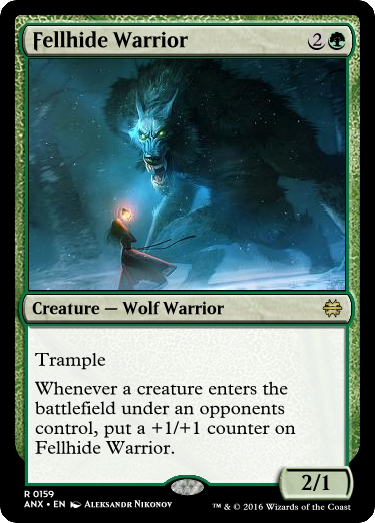 Fellhide Warrior 2
Creature — Wolf Warrior
Trample
Whenever a creature enters the
battlefield under an opponents
control, put a +1/+1 counter on
Fellhide Warrior.
2/1
R 0159
ANX • EN Aleksandr Nikonov
™ & © 2016 Wizards of the Coast